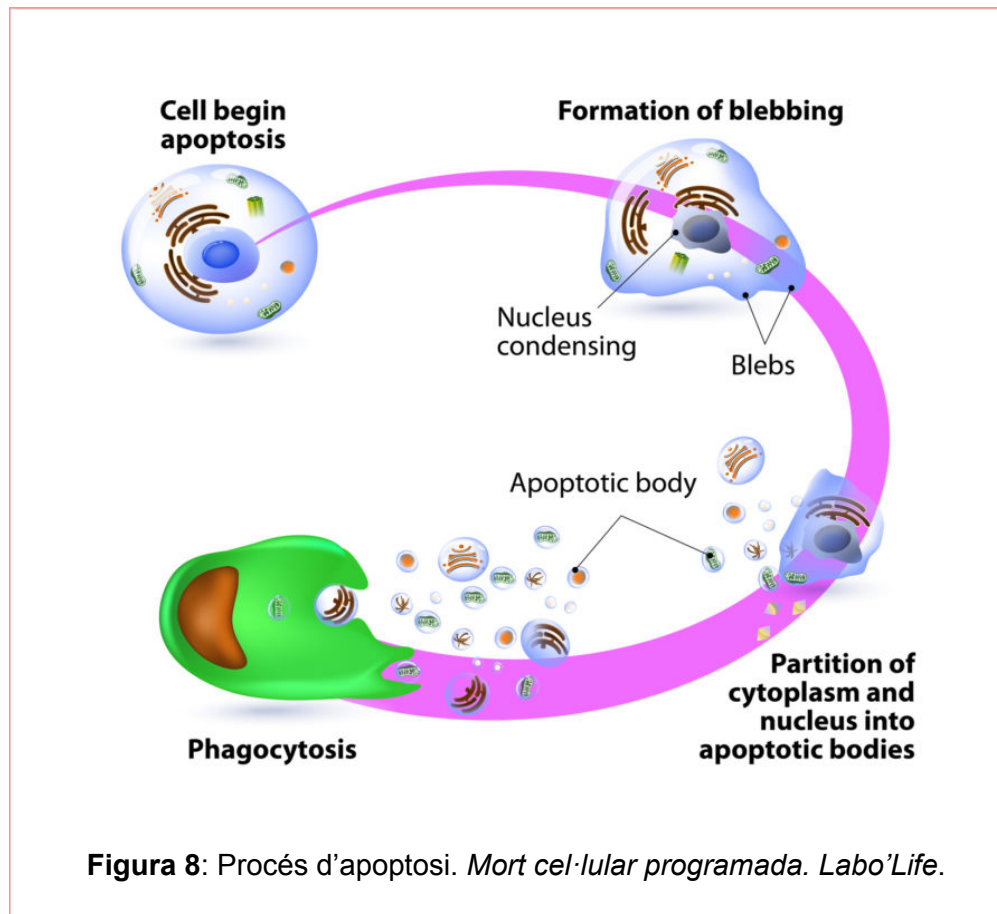 Cell begin
apoptosis
Formation of blebbing
Nucleus
condensing
Blebs
Apoptotic body
Partition of
cytoplasm and
nucleus into
apoptotic bodies
Phagocytosis
Figura 8: Procés d’apoptosi. Mort cel·lular programada. Labo’Life.